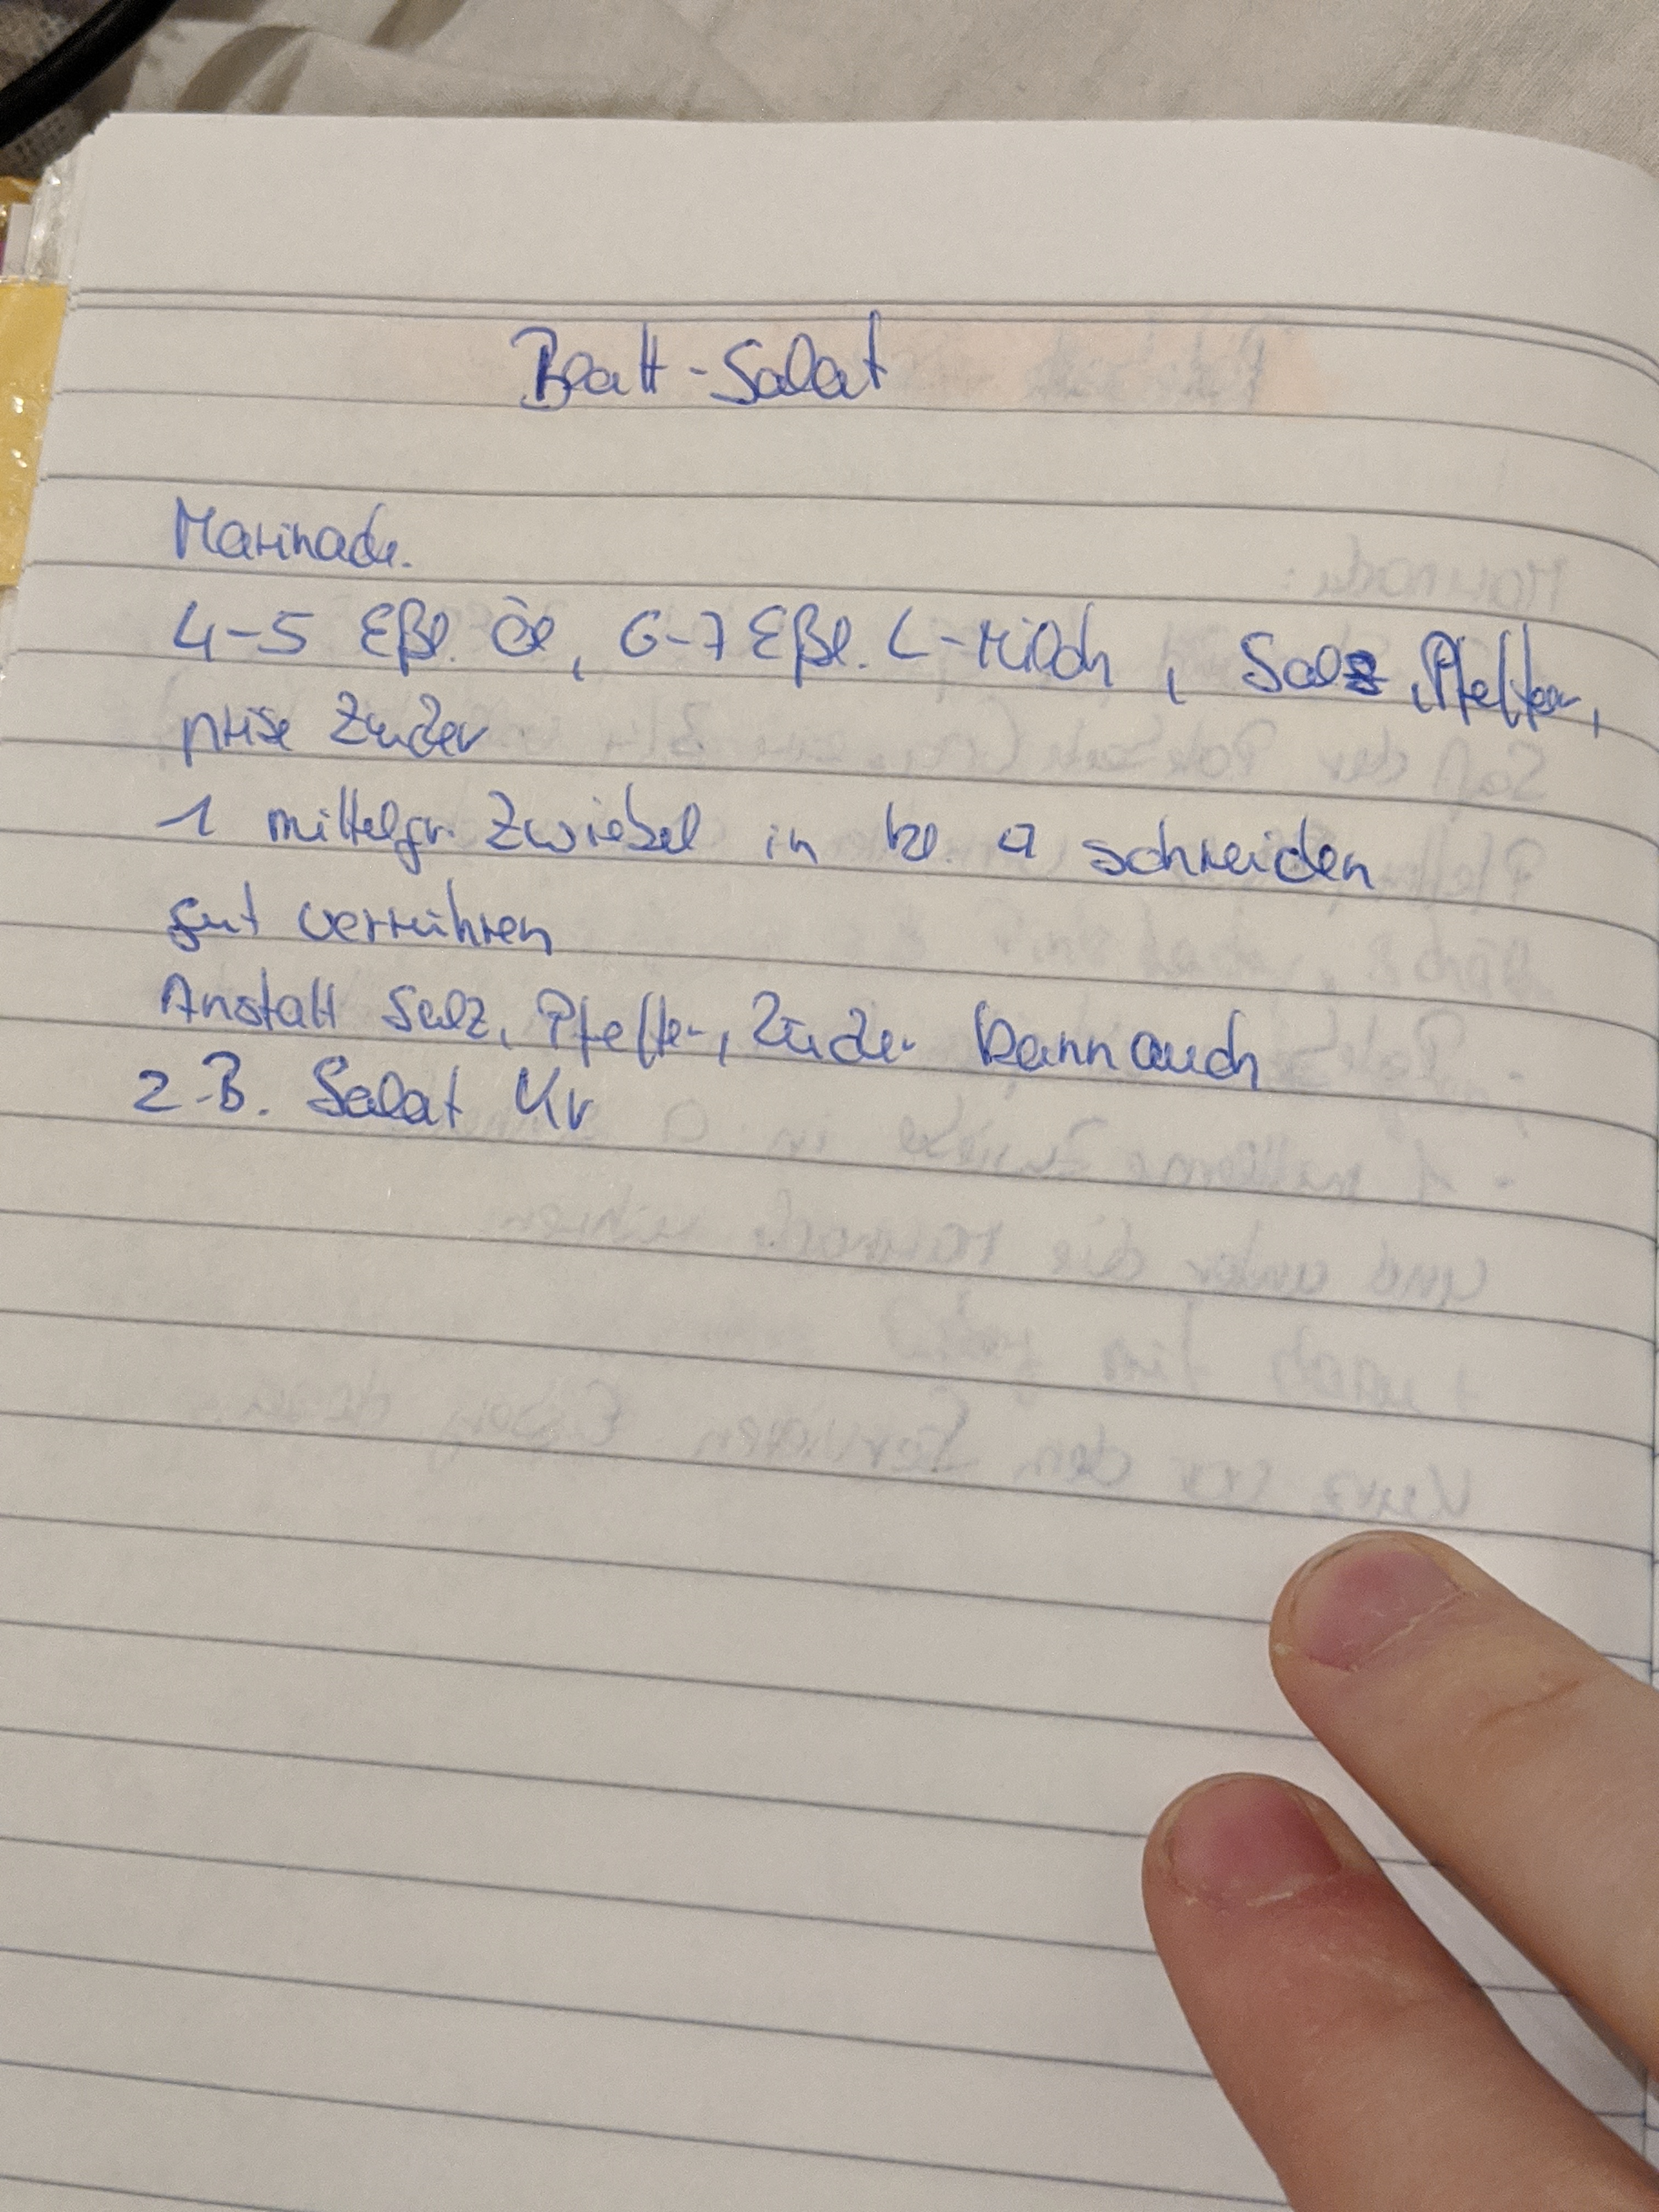 Blatt-Salat
Marinade.
4-5 Eßl. Öl, 6-7 Eßl. L-Milch, Salz, Pfeffer,
prise Zucker
1 mittelgr. Zwiebel in kl. □ schneiden
gut verrühren
Anstatt Salz, Pfeffer, Zucker kann auch
z.B. Salat Kr